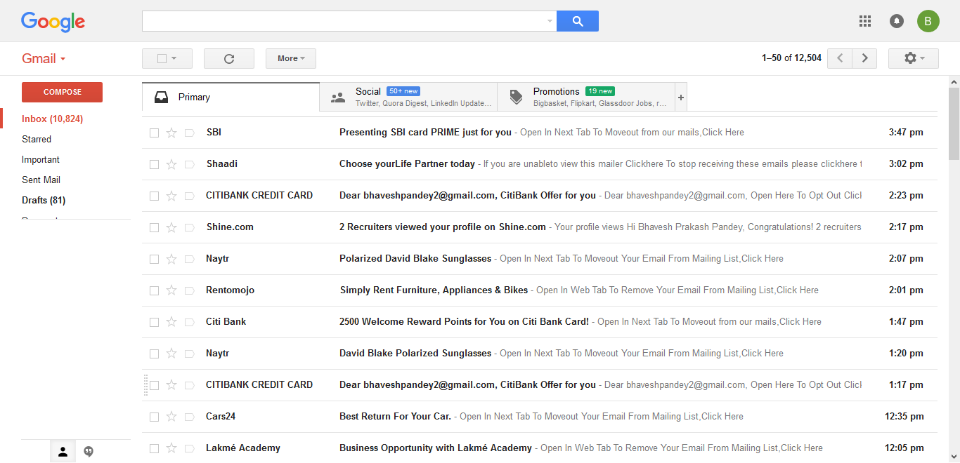 Google
B
Gmail
More
1–50 of 12,504
COMPOSE
Inbox (10,824)
Starred
Important
Sent Mail
Drafts (81)
Primary
Social 50+ new
Twitter, Quora Digest, LinkedIn Update...
Promotions 19 new
Bigbasket, Flipkart, Glassdoor Jobs, r...
+
SBI Presenting SBI card PRIME just for you - Open In Next Tab To Moveout from our mails,Click Here 3:47 pm
Shaadi Choose yourLife Partner today - If you are unableto view this mailer Clickhere To stop receiving these emails please clickhere t 3:02 pm
CITIBANK CREDIT CARD Dear bhaveshpandey2@gmail.com, CitiBank Offer for you - Dear bhaveshpandey2@gmail.com, Open Here To Opt Out Clicl 2:23 pm
Shine.com 2 Recruiters viewed your profile on Shine.com - Your profile views Hi Bhavesh Prakash Pandey, Congratulations! 2 recruiters 2:17 pm
Naytr Polarized David Blake Sunglasses - Open In Next Tab To Moveout Your Email From Mailing List,Click Here 2:07 pm
Rentomojo Simply Rent Furniture, Appliances & Bikes - Open In Web Tab To Remove Your Email From Mailing List,Click Here 2:01 pm
Citi Bank 2500 Welcome Reward Points for You on Citi Bank Card! - Open In Next Tab To Moveout from our mails,Click Here 1:47 pm
Naytr David Blake Polarized Sunglasses - Open In Next Tab To Moveout Your Email From Mailing List,Click Here 1:20 pm
CITIBANK CREDIT CARD Dear bhaveshpandey2@gmail.com, CitiBank Offer for you - Dear bhaveshpandey2@gmail.com, Open Here To Opt Out Clicl 1:17 pm
Cars24 Best Return For Your Car. - Open In Next Tab To Moveout Your Email From Mailing List,Click Here 12:35 pm
Lakmé Academy Business Opportunity with Lakmé Academy - Open In Web Tab To Remove Your Email From Mailing List,Click Here 12:05 pm